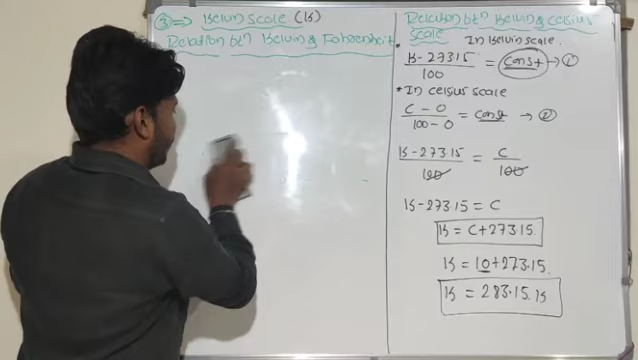 ③ ⇒ Kelvin scale (K)
Relation betn Kelvin & Fahrenheit
Relation betn Kelvin & celsius
scale
* In Kelvin scale.
K-273.15/100 = const → ①
* In celsius scale
C-0/100-0 = const → ②
K-273.15/100 = C/100
K-273.15 = C
K = C+273.15
K = 10+273.15
K = 283.15 K